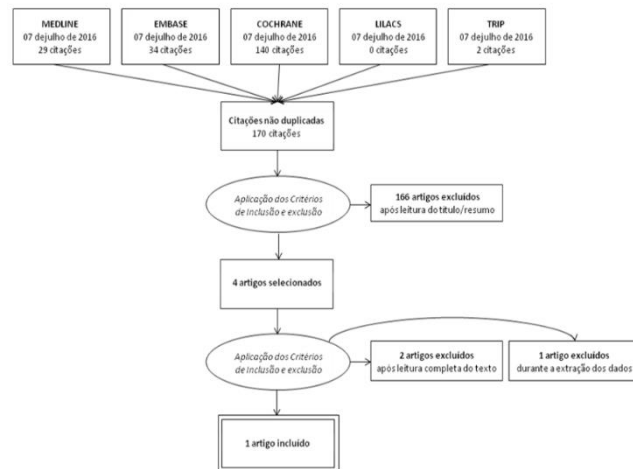 MEDLINE
07 dejulho de 2016
29 citações
EMBASE
07 dejulho de 2016
34 citações
COCHRANE
07 dejulho de 2016
140 citações
LILACS
07 dejulho de 2016
0 citações
TRIP
07 dejulho de 2016
2 citações
Citações não duplicadas
170 citações
Aplicação dos Critérios
de Inclusão e exclusão
166 artigos excluídos
após leitura do título/resumo
4 artigos selecionados
Aplicação dos Critérios
de Inclusão e exclusão
2 artigos excluídos
após leitura completa do texto
1 artigo excluídos
durante a extração dos dados
1 artigo incluído